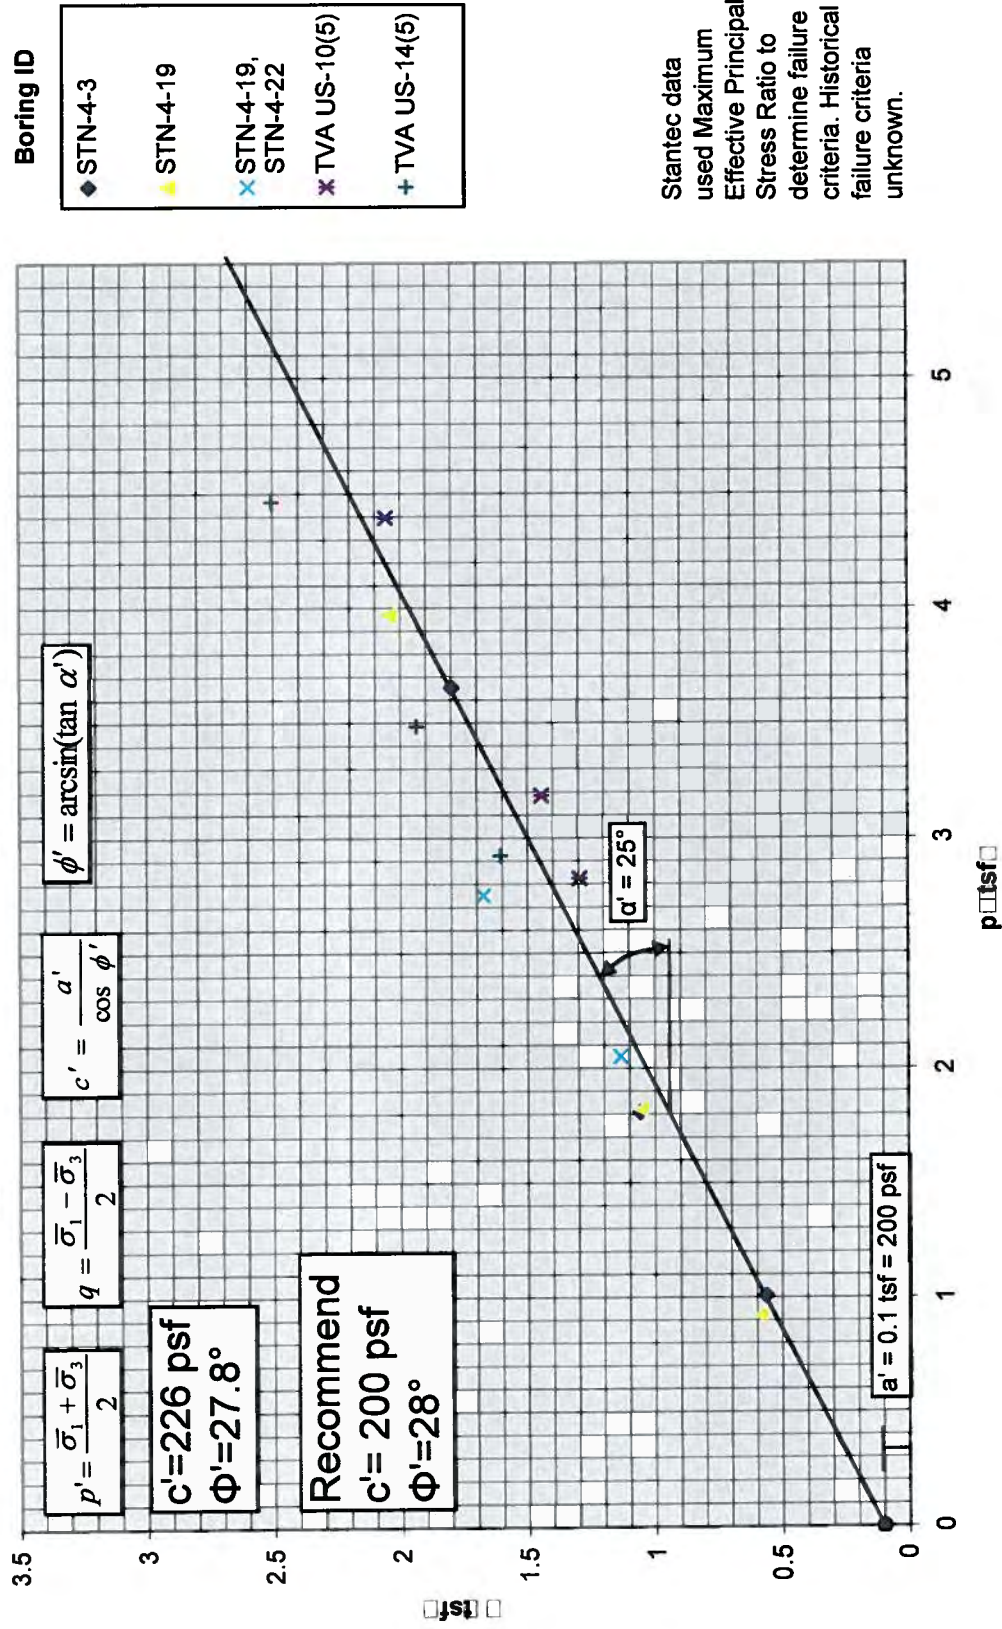 p' = (σ̅₁ + σ̅₃) / 2
q = (σ̅₁ − σ̅₃) / 2
c' = a' / cos ϕ'
ϕ' = arcsin(tan α')
c'=226 psf
Φ'=27.8°
Recommend
c'= 200 psf
Φ'=28°
α' = 25°
a' = 0.1 tsf = 200 psf
3.5
3
2.5
2
1.5
1
0.5
0
0
1
2
3
4
5
tsf
p tsf
Boring ID
STN-4-3
STN-4-19
STN-4-19,
STN-4-22
TVA US-10(5)
TVA US-14(5)
Stantec data
used Maximum
Effective Principal
Stress Ratio to
determine failure
criteria. Historical
failure criteria
unknown.